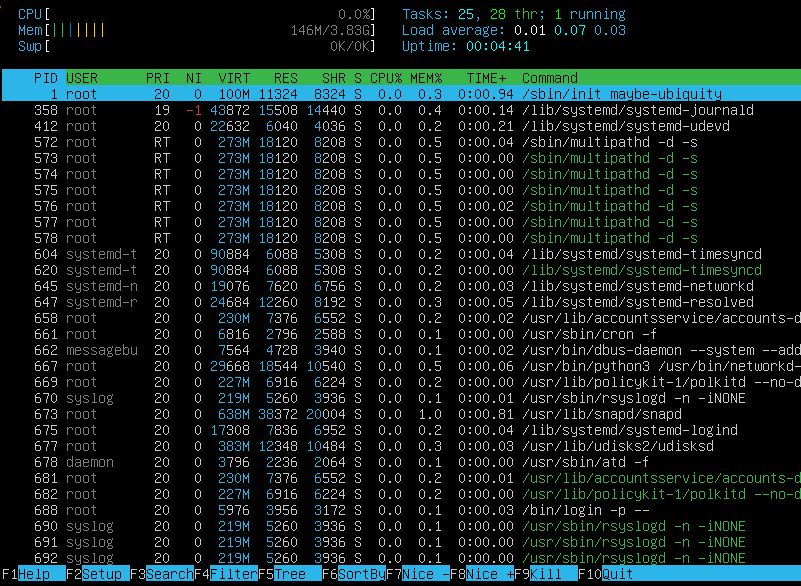 CPU[ 0.0%] Tasks: 25, 28 thr; 1 running
Mem[||||||| 146M/3.83G] Load average: 0.01 0.07 0.03
Swp[ 0K/0K] Uptime: 00:04:41
PID USER PRI NI VIRT RES SHR S CPU% MEM% TIME+ Command
1 root 20 0 100M 11324 8324 S 0.0 0.3 0:00.94 /sbin/init maybe-ubiquity
358 root 19 -1 43872 15508 14440 S 0.0 0.4 0:00.14 /lib/systemd/systemd-journald
412 root 20 0 22632 6040 4036 S 0.0 0.2 0:00.21 /lib/systemd/systemd-udevd
572 root RT 0 273M 18120 8208 S 0.0 0.5 0:00.04 /sbin/multipathd -d -s
573 root RT 0 273M 18120 8208 S 0.0 0.5 0:00.00 /sbin/multipathd -d -s
574 root RT 0 273M 18120 8208 S 0.0 0.5 0:00.00 /sbin/multipathd -d -s
575 root RT 0 273M 18120 8208 S 0.0 0.5 0:00.00 /sbin/multipathd -d -s
576 root RT 0 273M 18120 8208 S 0.0 0.5 0:00.02 /sbin/multipathd -d -s
577 root RT 0 273M 18120 8208 S 0.0 0.5 0:00.00 /sbin/multipathd -d -s
578 root RT 0 273M 18120 8208 S 0.0 0.5 0:00.00 /sbin/multipathd -d -s
604 systemd-t 20 0 90884 6088 5308 S 0.0 0.2 0:00.04 /lib/systemd/systemd-timesyncd
620 systemd-t 20 0 90884 6088 5308 S 0.0 0.2 0:00.00 /lib/systemd/systemd-timesyncd
645 systemd-n 20 0 19076 7620 6756 S 0.0 0.2 0:00.03 /lib/systemd/systemd-networkd
647 systemd-r 20 0 24684 12260 8192 S 0.0 0.3 0:00.05 /lib/systemd/systemd-resolved
658 root 20 0 230M 7376 6552 S 0.0 0.2 0:00.02 /usr/lib/accountsservice/accounts-d
661 root 20 0 6816 2796 2588 S 0.0 0.1 0:00.00 /usr/sbin/cron -f
662 messagebu 20 0 7564 4728 3940 S 0.0 0.1 0:00.02 /usr/bin/dbus-daemon --system --add
667 root 20 0 29668 18544 10540 S 0.0 0.5 0:00.06 /usr/bin/python3 /usr/bin/networkd-
669 root 20 0 227M 6916 6224 S 0.0 0.2 0:00.00 /usr/lib/policykit-1/polkitd --no-d
670 syslog 20 0 219M 5260 3936 S 0.0 0.1 0:00.01 /usr/sbin/rsyslogd -n -iNONE
673 root 20 0 638M 38372 20004 S 0.0 1.0 0:00.81 /usr/lib/snapd/snapd
675 root 20 0 17308 7836 6952 S 0.0 0.2 0:00.04 /lib/systemd/systemd-logind
677 root 20 0 383M 12348 10484 S 0.0 0.3 0:00.03 /usr/lib/udisks2/udisksd
678 daemon 20 0 3796 2236 2064 S 0.0 0.1 0:00.00 /usr/sbin/atd -f
681 root 20 0 230M 7376 6552 S 0.0 0.2 0:00.01 /usr/lib/accountsservice/accounts-d
682 root 20 0 227M 6916 6224 S 0.0 0.2 0:00.00 /usr/lib/policykit-1/polkitd --no-d
688 root 20 0 5976 3956 3172 S 0.0 0.1 0:00.03 /bin/login -p --
690 syslog 20 0 219M 5260 3936 S 0.0 0.1 0:00.00 /usr/sbin/rsyslogd -n -iNONE
691 syslog 20 0 219M 5260 3936 S 0.0 0.1 0:00.00 /usr/sbin/rsyslogd -n -iNONE
692 syslog 20 0 219M 5260 3936 S 0.0 0.1 0:00.00 /usr/sbin/rsyslogd -n -iNONE
F1Help F2Setup F3SearchF4FilterF5Tree F6SortByF7Nice -F8Nice +F9Kill F10Quit